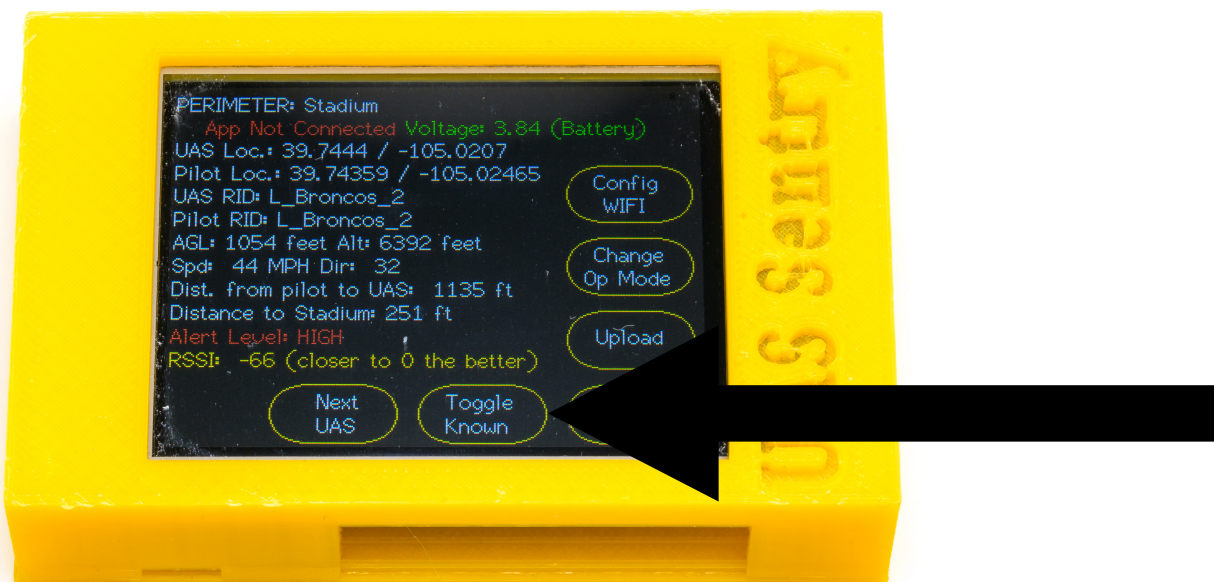 PERIMETER: Stadium
App Not Connected Voltage: 3.84 (Battery)
UAS Loc.: 39.7444 / -105.0207
Pilot Loc.: 39.74359 / -105.02465
UAS RID: L_Broncos_2
Pilot RID: L_Broncos_2
AGL: 1054 feet Alt: 6392 feet
Spd: 44 MPH Dir: 32
Dist. from pilot to UAS: 1135 ft
Distance to Stadium: 251 ft
Alert Level: HIGH
RSSI: -66 (closer to 0 the better)
Config
WIFI
Change
Op Mode
Upload
Next
UAS
Toggle
Known
UAS Sentry